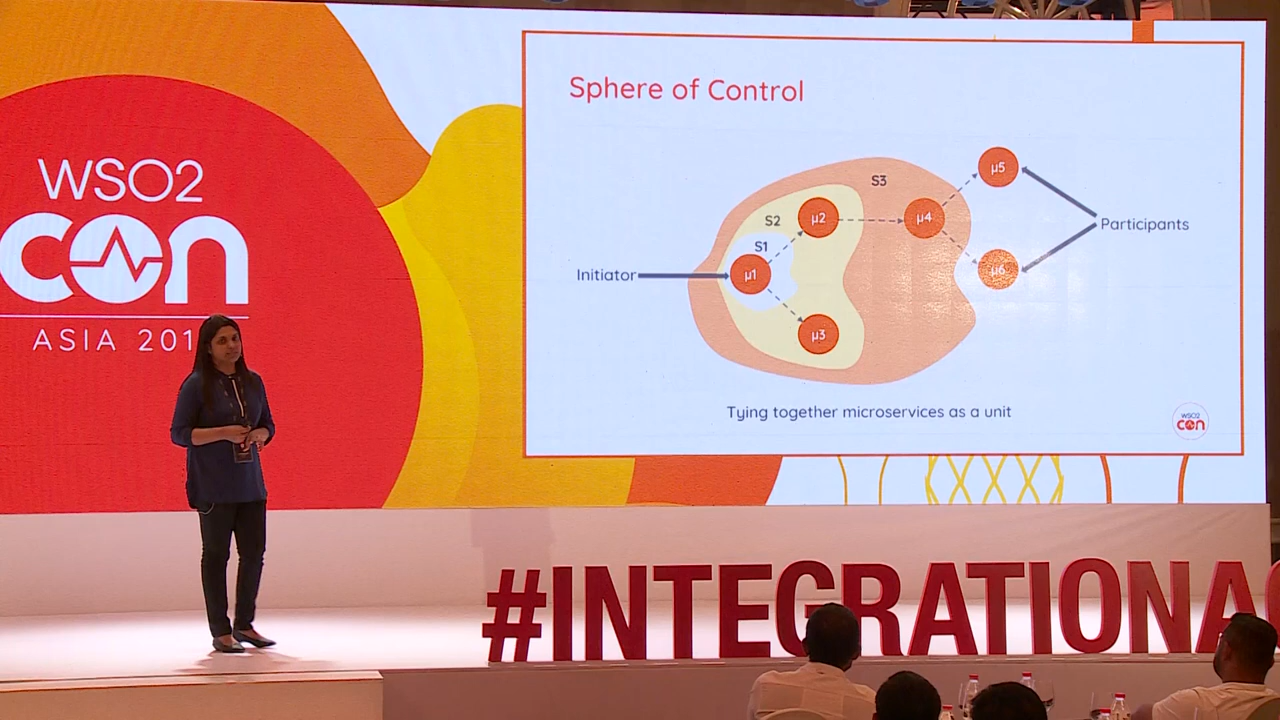 WSO2
con
ASIA 201
Sphere of Control
S3
μ5
S2
μ2
μ4
Participants
S1
Initiator
μ1
μ6
μ3
Tying together microservices as a unit
WSO2
con
#INTEGRATIONA